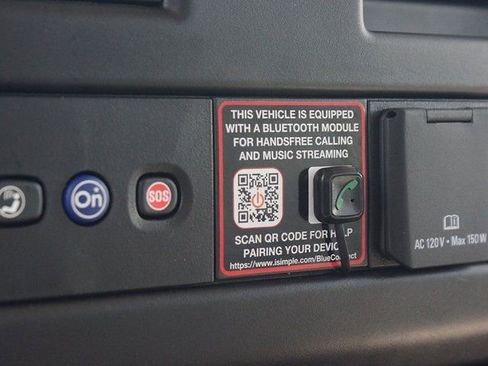 THIS VEHICLE IS EQUIPPED
WITH A BLUETOOTH MODULE
FOR HANDSFREE CALLING
AND MUSIC STREAMING
On
SOS
SCAN QR CODE FOR HELP
PAIRING YOUR DEVICE
https://www.isimple.com/BlueConnect
AC 120 V • Max 150 W